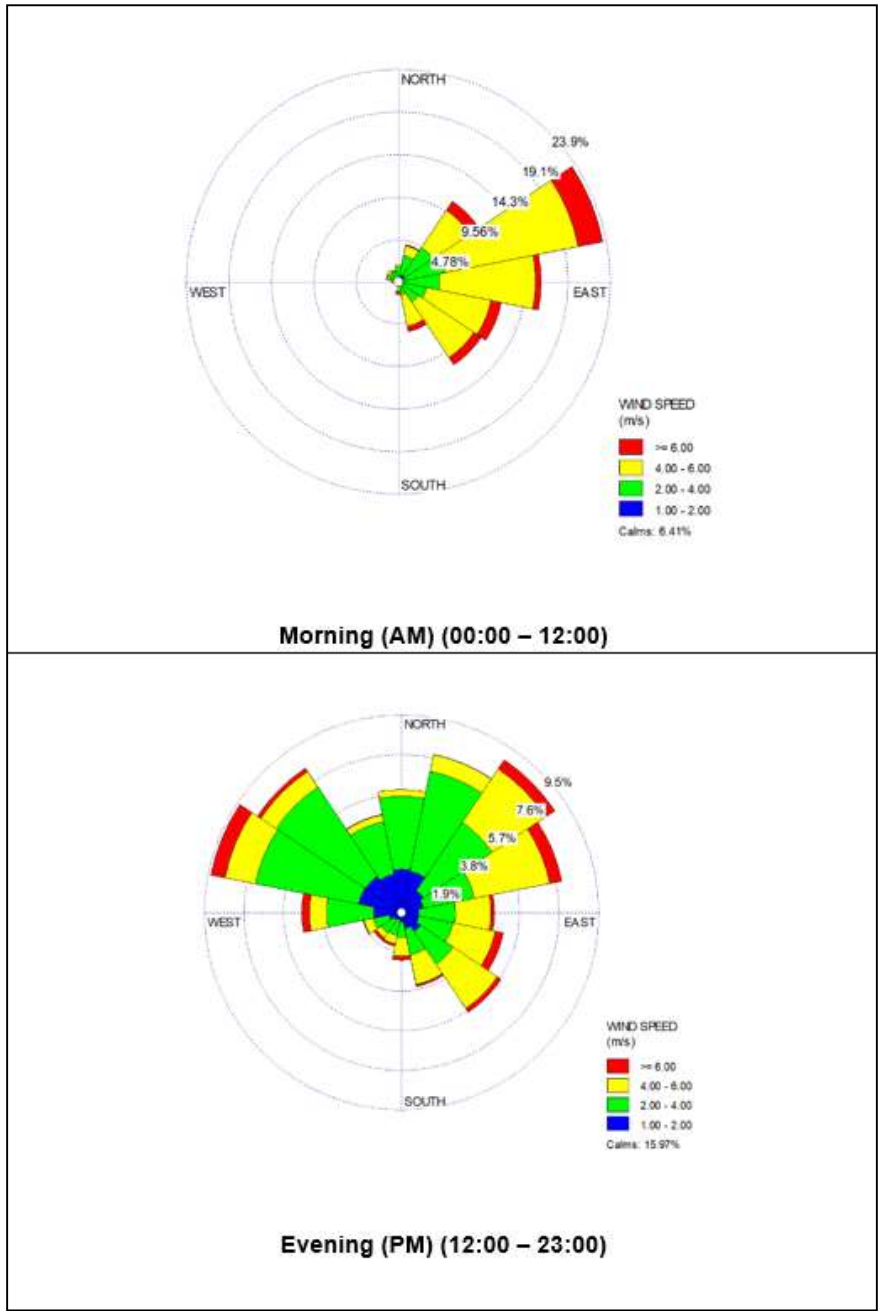 NORTH
23.9%
19.1%
14.3%
9.56%
4.78%
WEST
EAST
SOUTH
WIND SPEED
(m/s)
>= 6.00
4.00 - 6.00
2.00 - 4.00
1.00 - 2.00
Calms: 6.41%
Morning (AM) (00:00 – 12:00)
NORTH
9.5%
7.6%
5.7%
3.8%
1.9%
WEST
EAST
SOUTH
WIND SPEED
(m/s)
>= 6.00
4.00 - 6.00
2.00 - 4.00
1.00 - 2.00
Calms: 15.97%
Evening (PM) (12:00 – 23:00)